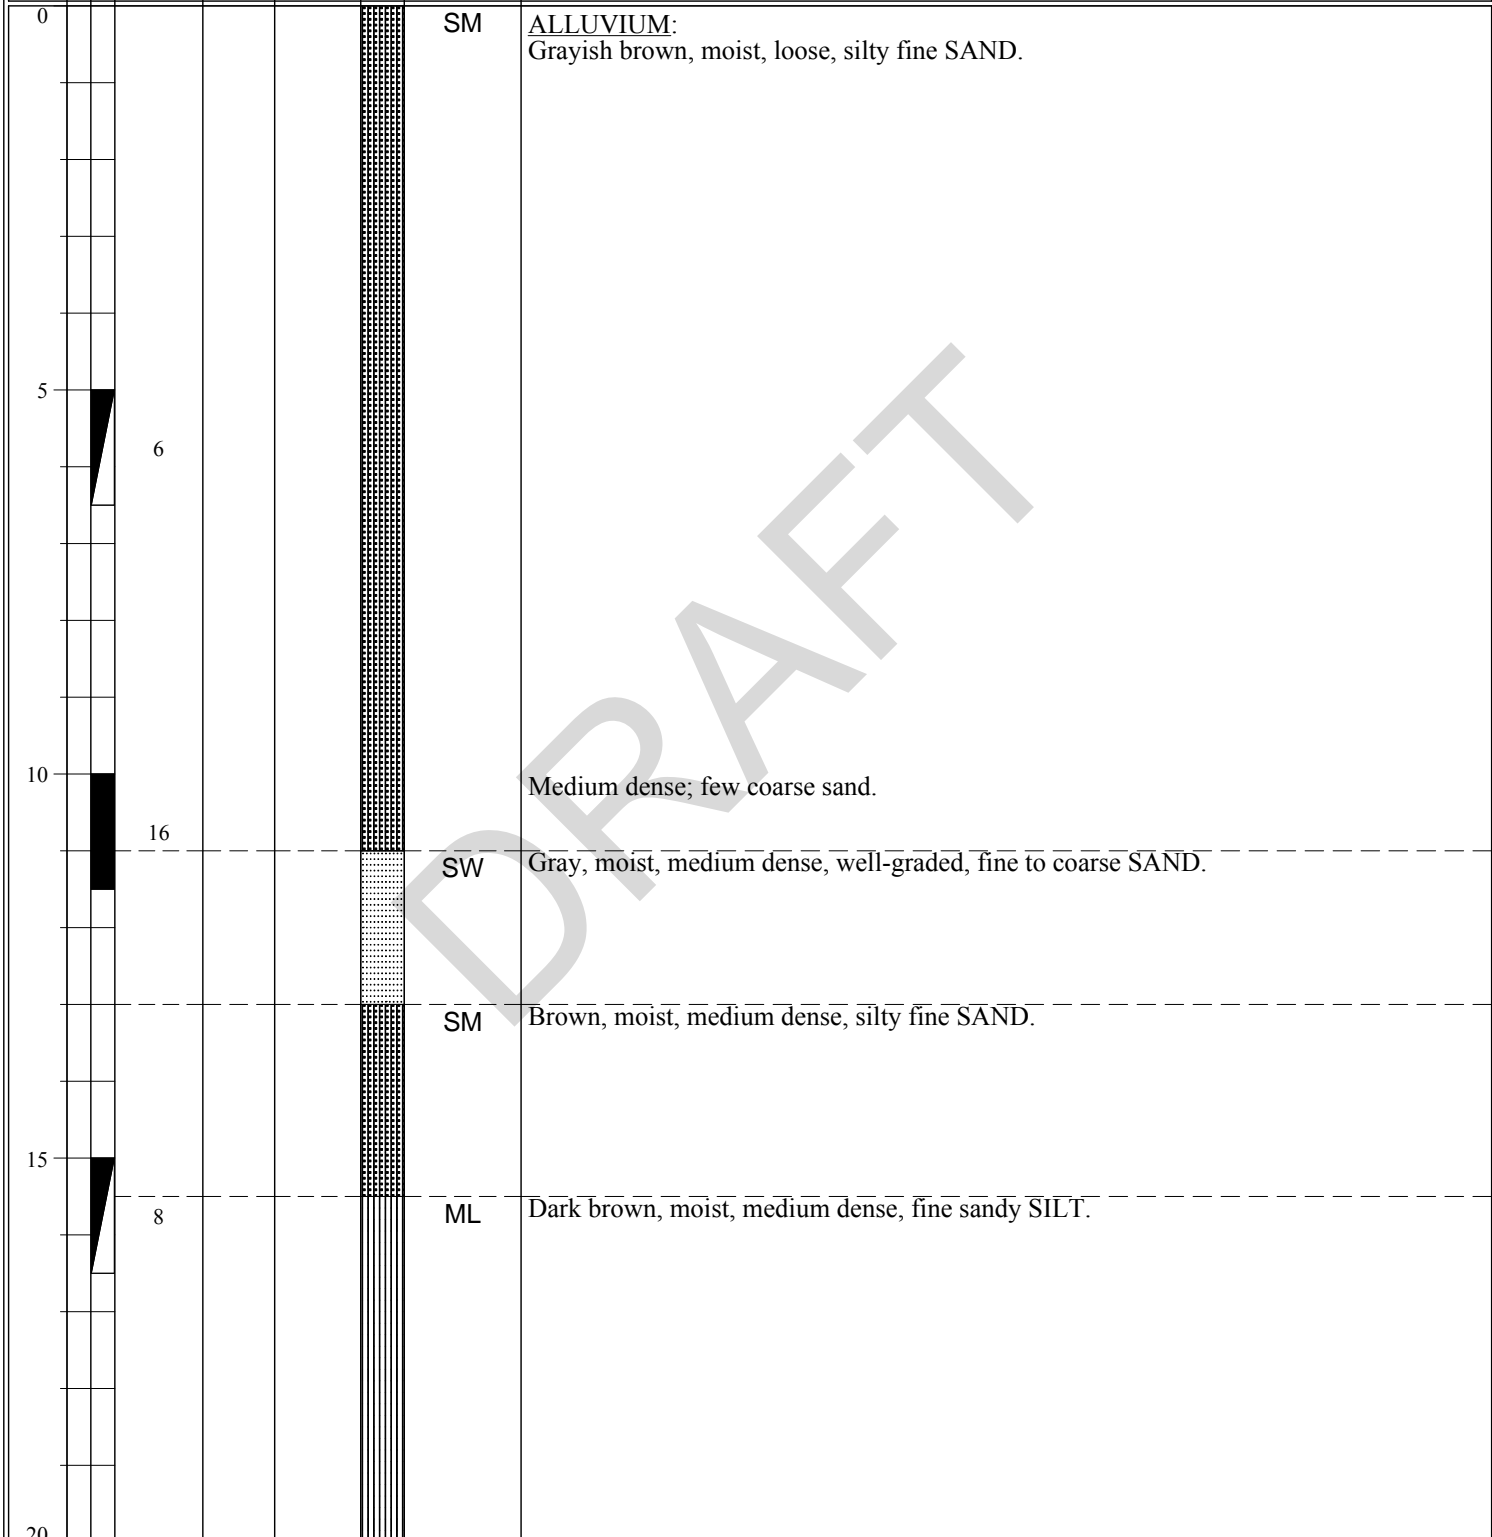 0
SM
ALLUVIUM:
Grayish brown, moist, loose, silty fine SAND.
5
6
10
Medium dense; few coarse sand.
16
SW
Gray, moist, medium dense, well-graded, fine to coarse SAND.
SM
Brown, moist, medium dense, silty fine SAND.
15
8
ML
Dark brown, moist, medium dense, fine sandy SILT.
20
DRAFT